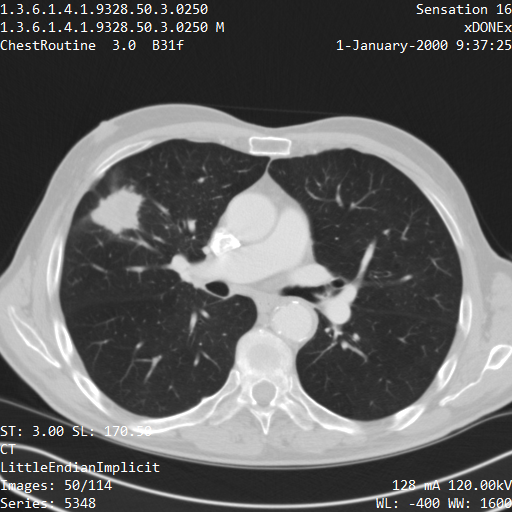 1.3.6.1.4.1.9328.50.3.0250
Sensation 16
1.3.6.1.4.1.9328.50.3.0250 M
xDONEx
ChestRoutine 3.0 B31f
1-January-2000 9:37:25
ST: 3.00 SL: 170.50
CT
LittleEndianImplicit
Images: 50/114
128 mA 120.00kV
Series: 5348
WL: -400 WW: 1600